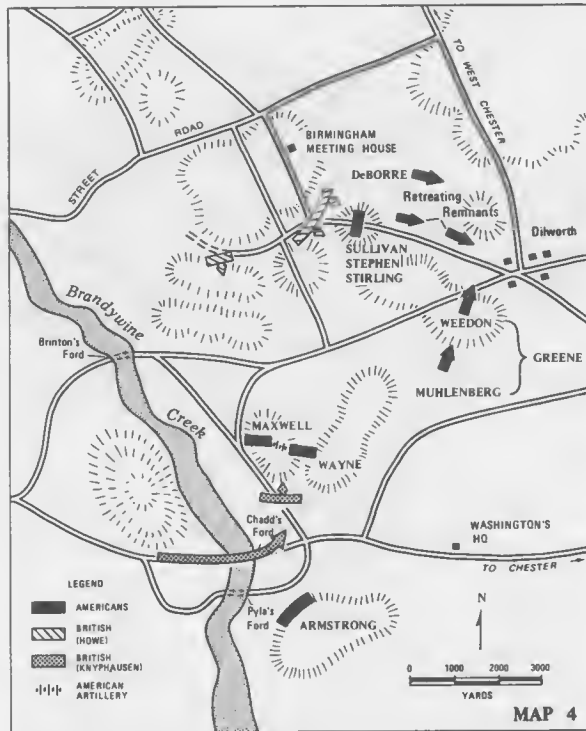 TO WEST CHESTER
STREET ROAD
BIRMINGHAM
MEETING HOUSE
DeBORRE
Retreating
Remnants
Dilworth
SULLIVAN
STEPHEN
STIRLING
Brandywine
Creek
Brinton's
Ford
WEEDON
GREENE
MUHLENBERG
MAXWELL
WAYNE
Chadd's
Ford
WASHINGTON'S
HQ
TO CHESTER
Pyla's
Ford
ARMSTRONG
LEGEND
AMERICANS
BRITISH
(HOWE)
BRITISH
(KNYPHAUSEN)
AMERICAN
ARTILLERY
N
0 1000 2000 3000
YARDS
MAP 4